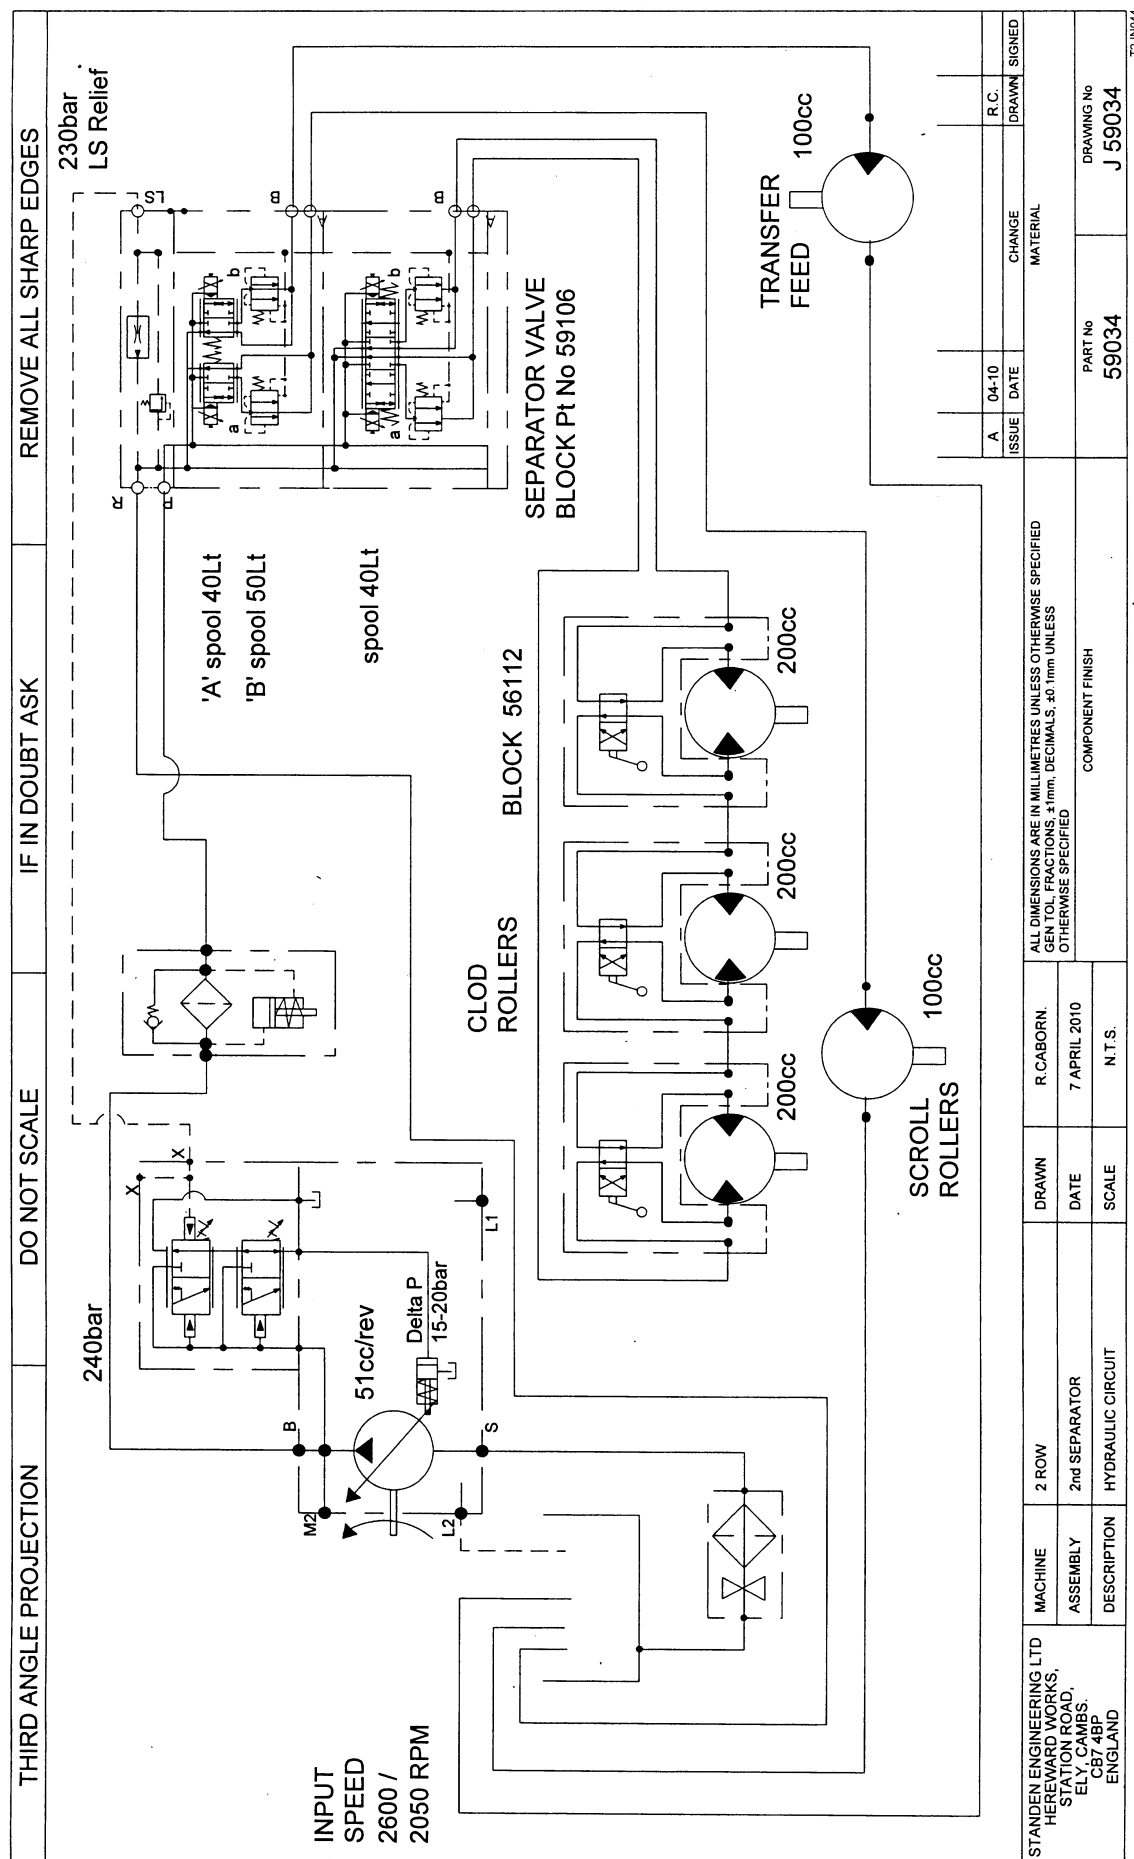 THIRD ANGLE PROJECTION
DO NOT SCALE
IF IN DOUBT ASK
REMOVE ALL SHARP EDGES
230bar
LS Relief
240bar
X
X
R
P
LS
B
A
B
A
a
b
a
b
'A' spool 40Lt
'B' spool 50Lt
spool 40Lt
SEPARATOR VALVE
BLOCK Pt No 59106
INPUT
SPEED
2600 /
2050 RPM
M2
B
L2
S
L1
51cc/rev
Delta P
15-20bar
CLOD
ROLLERS
BLOCK 56112
200cc
200cc
200cc
TRANSFER
FEED
100cc
SCROLL
ROLLERS
100cc
STANDEN ENGINEERING LTD
HEREWARD WORKS,
STATION ROAD,
ELY, CAMBS.
CB7 4BP
ENGLAND
MACHINE
2 ROW
ASSEMBLY
2nd SEPARATOR
DESCRIPTION
HYDRAULIC CIRCUIT
DRAWN
R.CABORN.
DATE
7 APRIL 2010
SCALE
N.T.S.
ALL DIMENSIONS ARE IN MILLIMETRES UNLESS OTHERWISE SPECIFIED
GEN TOL, FRACTIONS, ±1mm, DECIMALS, ±0.1mm UNLESS
OTHERWISE SPECIFIED
COMPONENT FINISH
A
04-10
R.C.
ISSUE
DATE
CHANGE
DRAWN
SIGNED
MATERIAL
PART No
59034
DRAWING No
J 59034